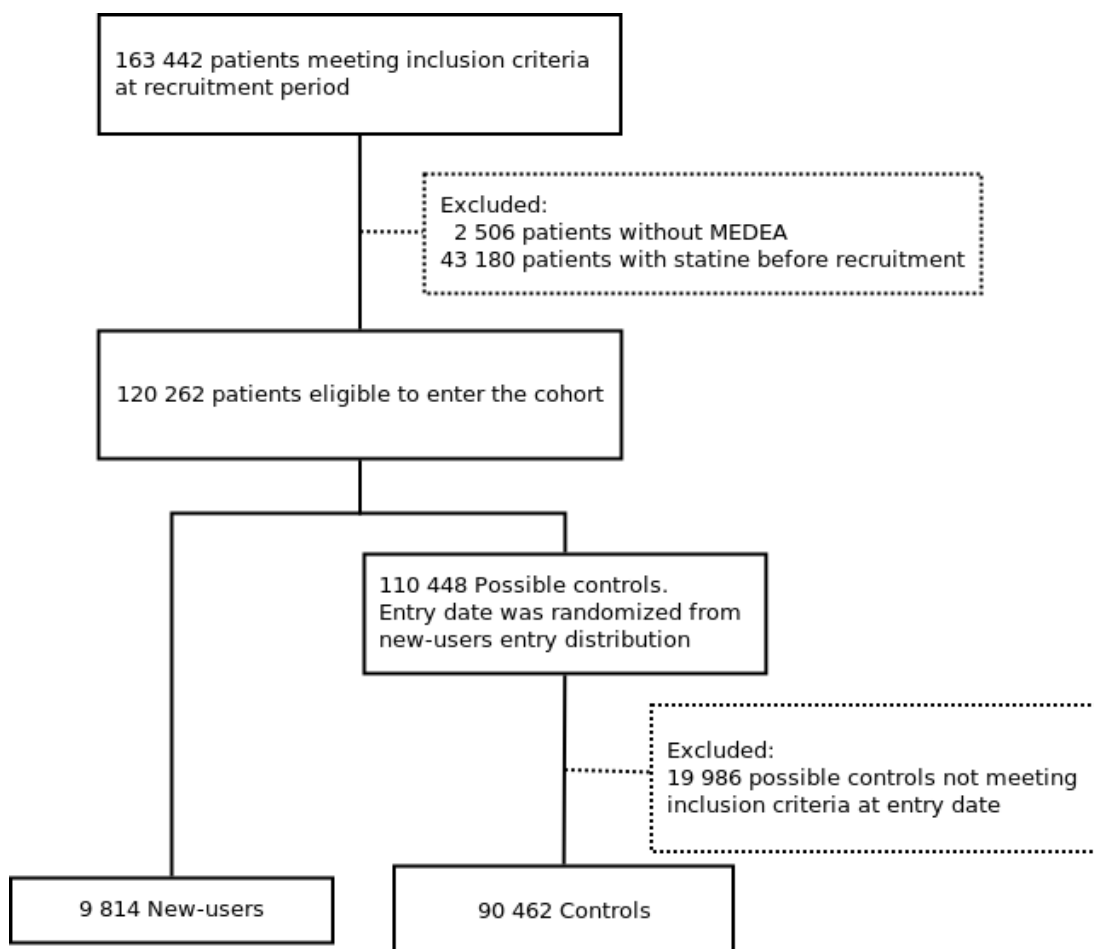 163 442 patients meeting inclusion criteria
at recruitment period
Excluded:
2 506 patients without MEDEA
43 180 patients with statine before recruitment
120 262 patients eligible to enter the cohort
110 448 Possible controls.
Entry date was randomized from
new-users entry distribution
Excluded:
19 986 possible controls not meeting
inclusion criteria at entry date
9 814 New-users
90 462 Controls